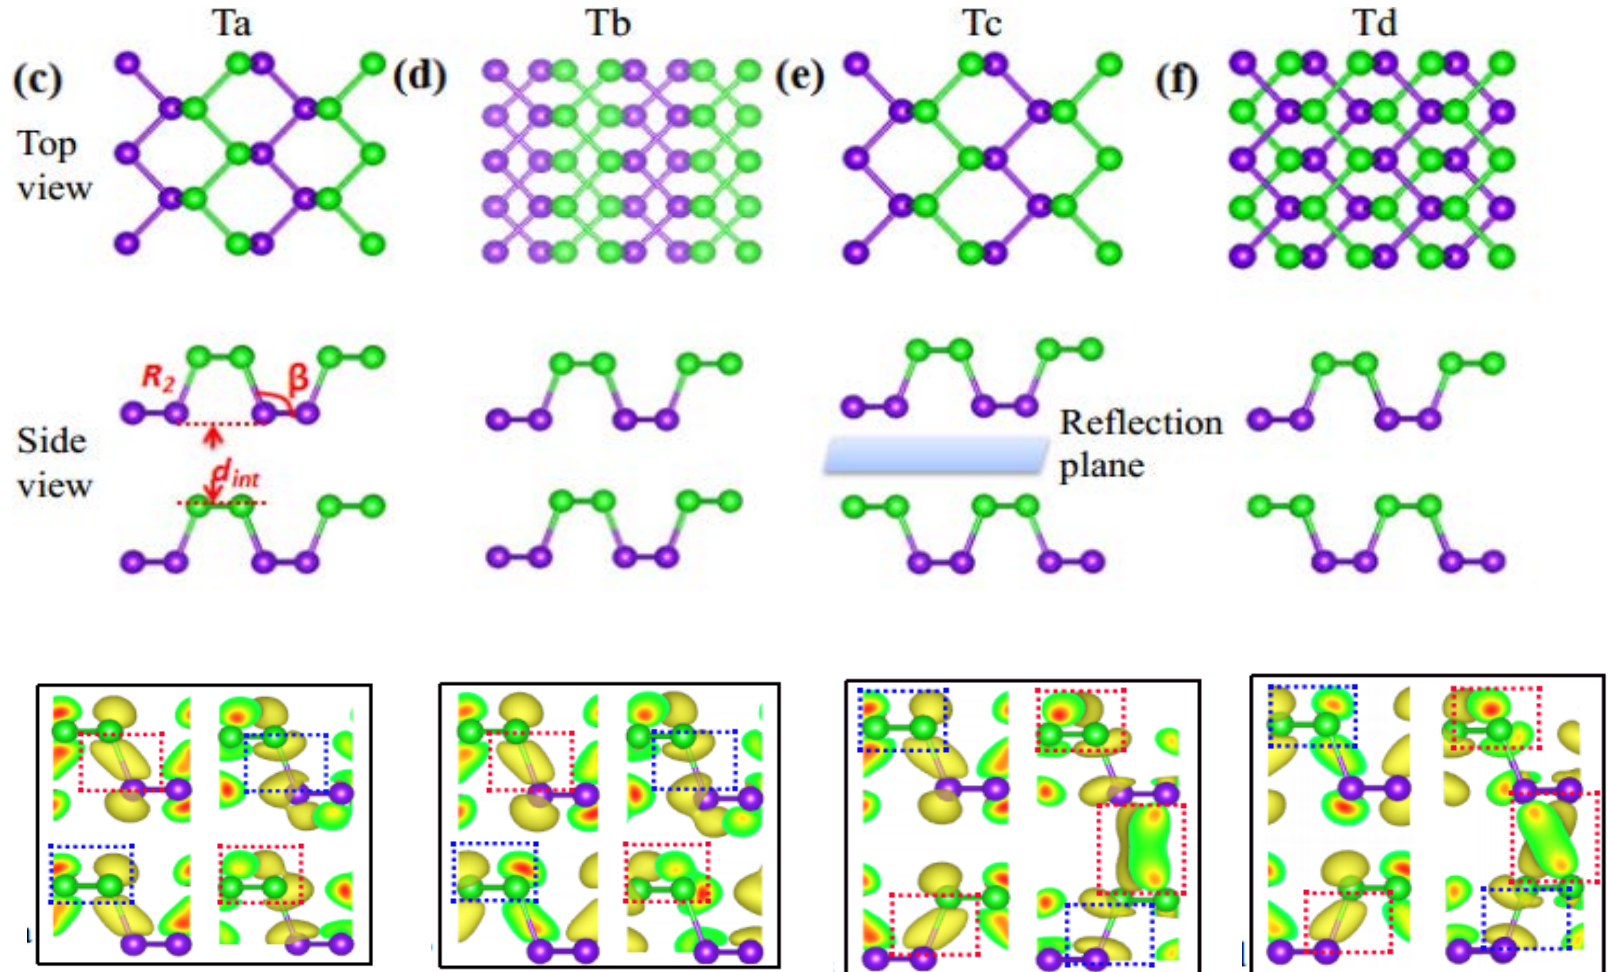 Ta Tb Tc Td
(c) (d) (e) (f)
Top
view
R2 β
Side
view
dint
Reflection
plane